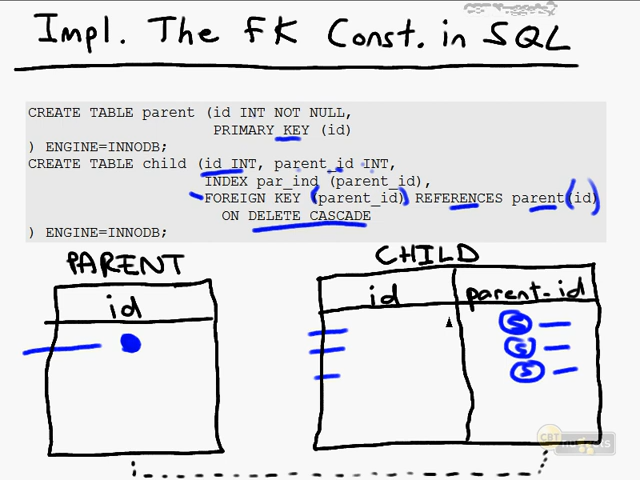 Impl. The FK Const. in SQL
CREATE TABLE parent (id INT NOT NULL,
PRIMARY KEY (id)
) ENGINE=INNODB;
CREATE TABLE child (id INT, parent_id INT,
INDEX par_ind (parent_id),
FOREIGN KEY (parent_id) REFERENCES parent(id)
ON DELETE CASCADE
) ENGINE=INNODB;
PARENT
CHILD
id
id
parent_id
5
5
5
CBT